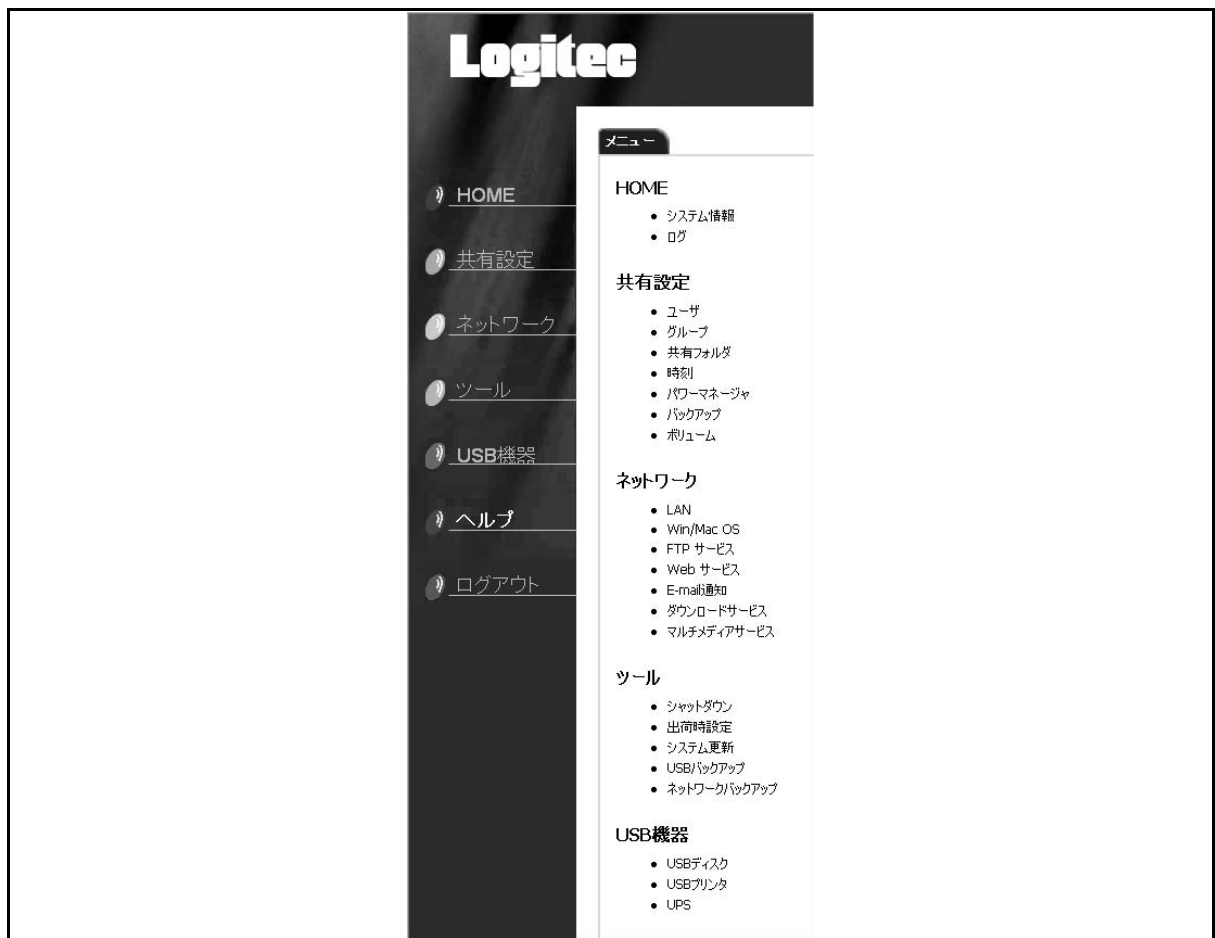 Logitec
HOME
共有設定
ネットワーク
ツール
USB機器
ヘルプ
ログアウト
メニュー
HOME
• システム情報
• ログ
共有設定
• ユーザ
• グループ
• 共有フォルダ
• 時刻
• パワーマネージャ
• バックアップ
• ボリューム
ネットワーク
• LAN
• Win/Mac OS
• FTP サービス
• Web サービス
• E-mail通知
• ダウンロードサービス
• マルチメディアサービス
ツール
• シャットダウン
• 出荷時設定
• システム更新
• USBバックアップ
• ネットワークバックアップ
USB機器
• USBディスク
• USBプリンタ
• UPS